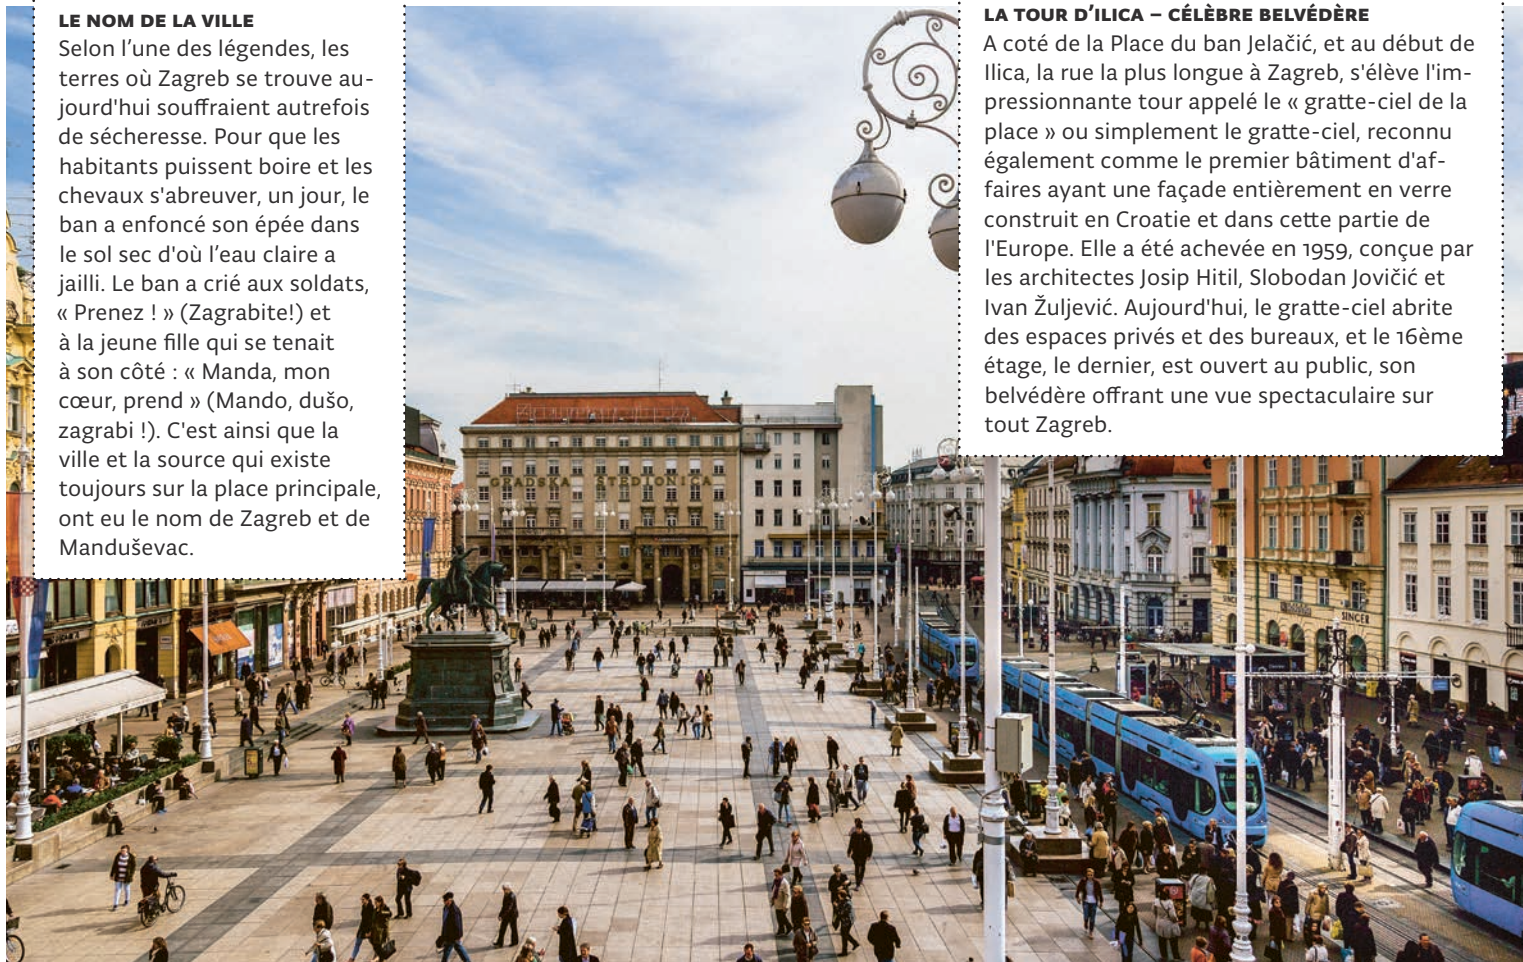 LE NOM DE LA VILLE
Selon l’une des légendes, les
terres où Zagreb se trouve au-
jourd'hui souffraient autrefois
de sécheresse. Pour que les
habitants puissent boire et les
chevaux s'abreuver, un jour, le
ban a enfoncé son épée dans
le sol sec d'où l’eau claire a
jailli. Le ban a crié aux soldats,
« Prenez ! » (Zagrabite!) et
à la jeune fille qui se tenait
à son côté : « Manda, mon
cœur, prend » (Mando, dušo,
zagrabi !). C'est ainsi que la
ville et la source qui existe
toujours sur la place principale,
ont eu le nom de Zagreb et de
Manduševac.
LA TOUR D’ILICA – CÉLÈBRE BELVÉDÈRE
A coté de la Place du ban Jelačić, et au début de
Ilica, la rue la plus longue à Zagreb, s'élève l'im-
pressionnante tour appelé le « gratte-ciel de la
place » ou simplement le gratte-ciel, reconnu
également comme le premier bâtiment d'af-
faires ayant une façade entièrement en verre
construit en Croatie et dans cette partie de
l'Europe. Elle a été achevée en 1959, conçue par
les architectes Josip Hitil, Slobodan Jovičić et
Ivan Žuljević. Aujourd'hui, le gratte-ciel abrite
des espaces privés et des bureaux, et le 16ème
étage, le dernier, est ouvert au public, son
belvédère offrant une vue spectaculaire sur
tout Zagreb.
GRADSKA ŠTEDIONICA
SINGER